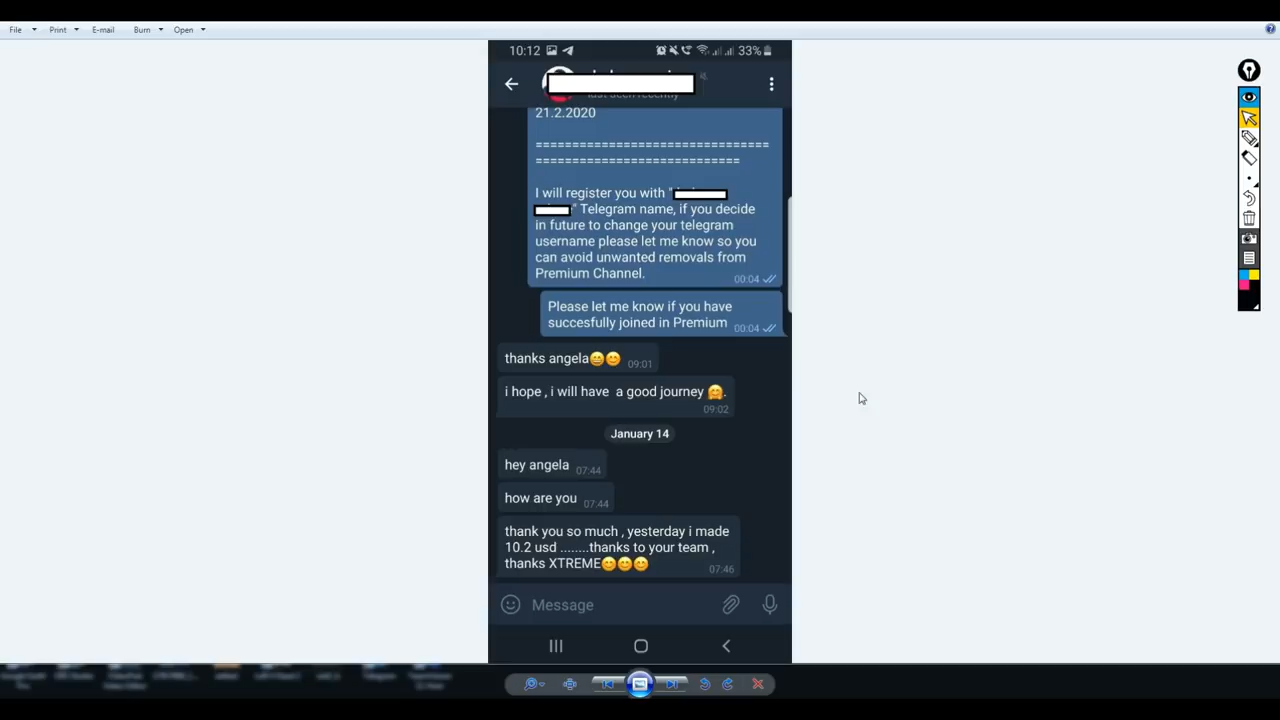 File Print E-mail Burn Open
10:12 33%
last seen recently
21.2.2020
================================
============================
I will register you with "
" Telegram name, if you decide
in future to change your telegram
username please let me know so you
can avoid unwanted removals from
Premium Channel.
00:04
Please let me know if you have
succesfully joined in Premium
00:04
thanks angela😄😊
09:01
i hope , i will have a good journey 🤗.
09:02
January 14
hey angela
07:44
how are you
07:44
thank you so much , yesterday i made
10.2 usd ........thanks to your team ,
thanks XTREME😊😊😊
07:46
Message